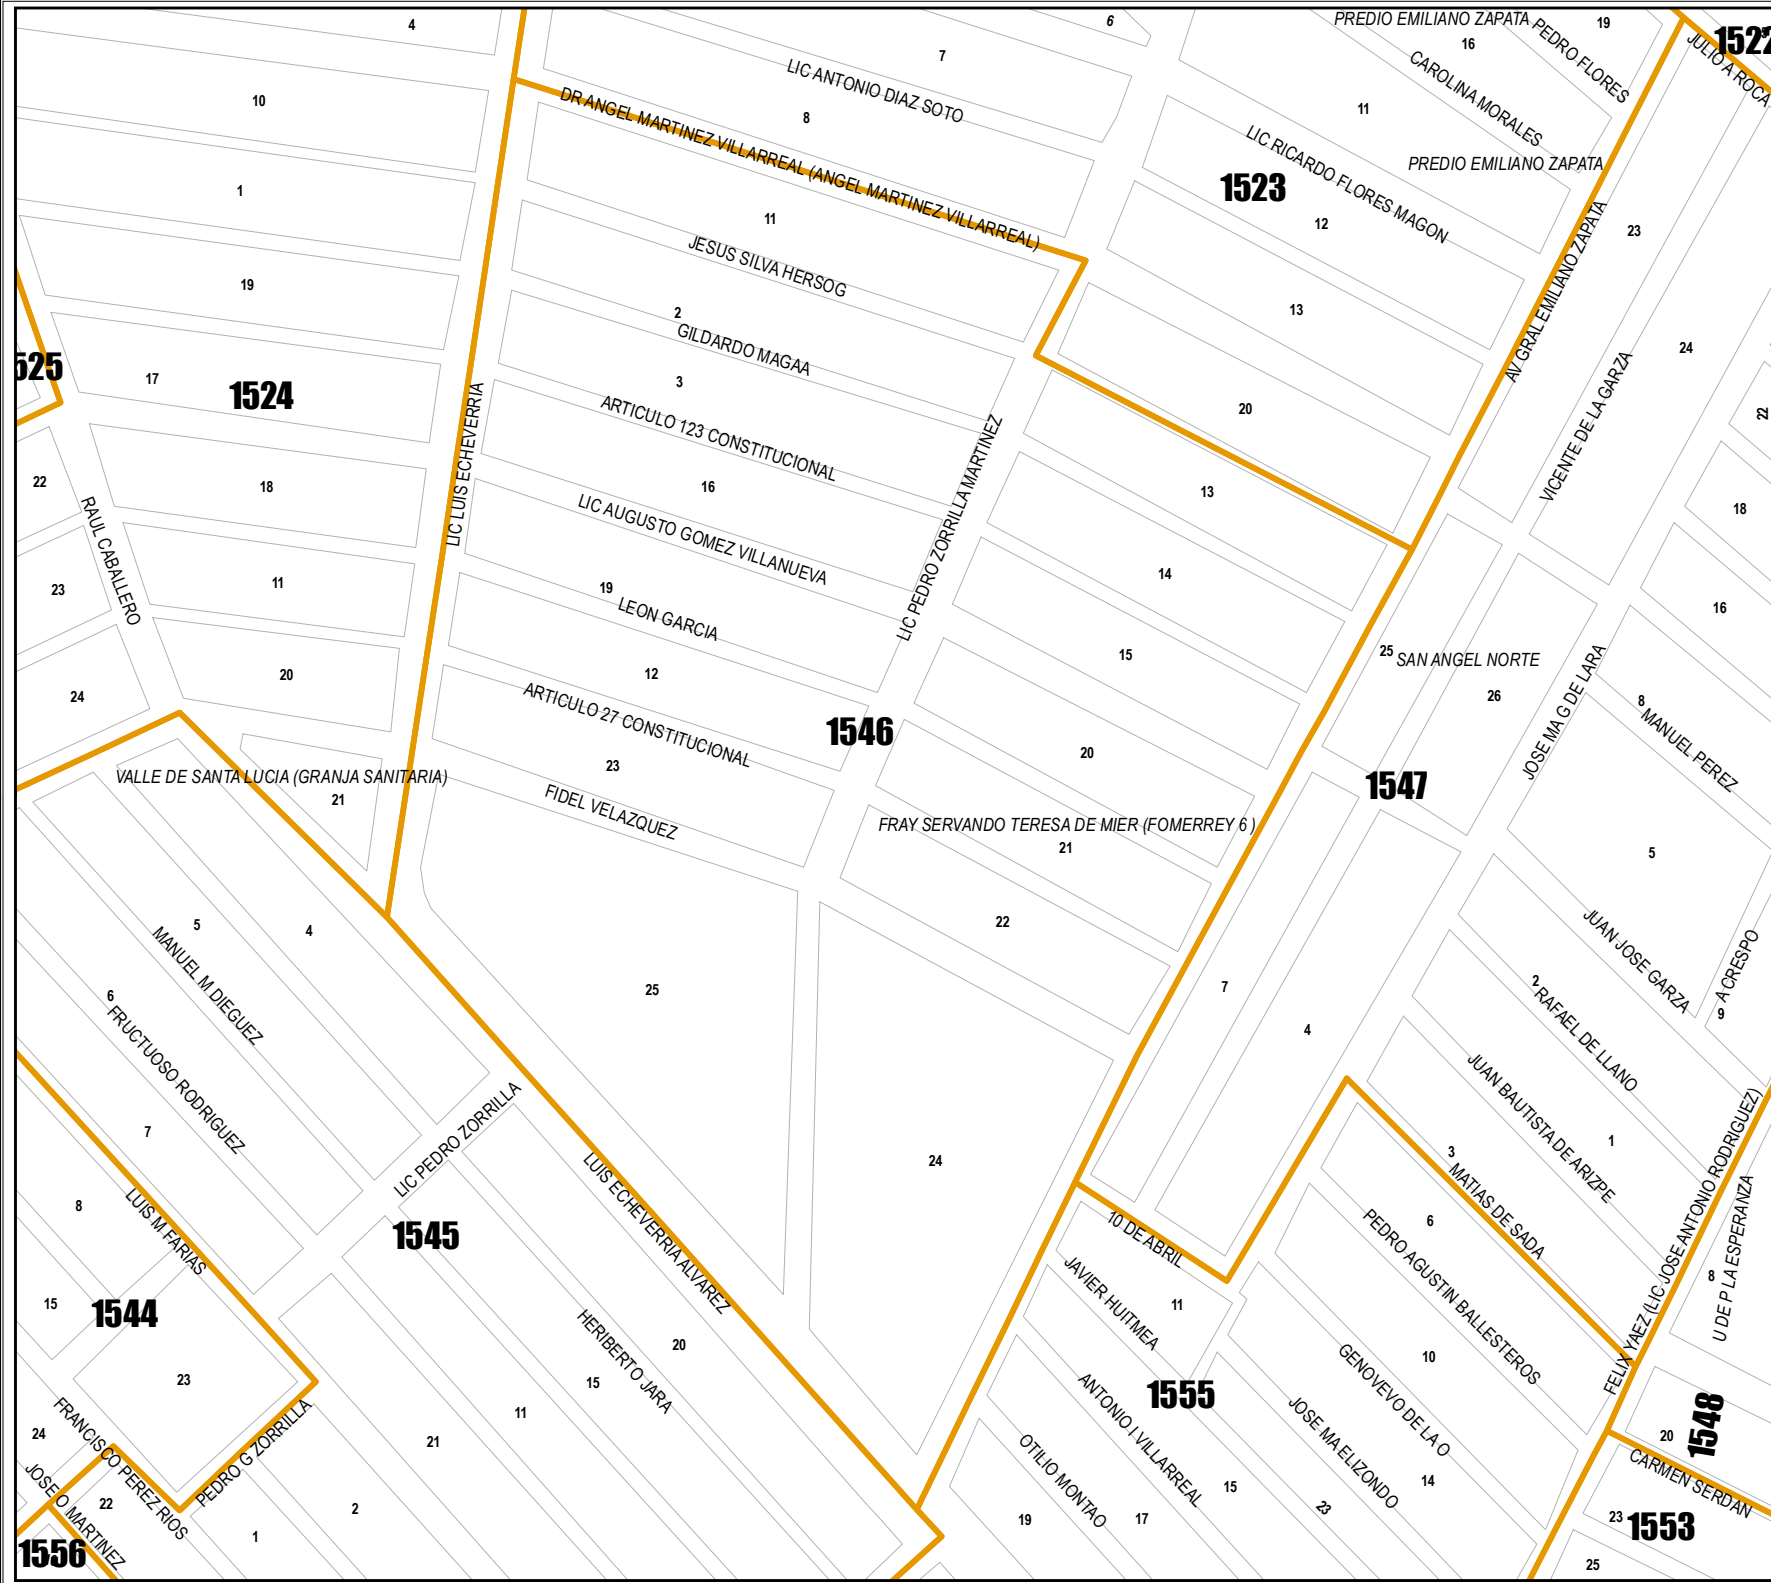 4
6
7
PREDIO EMILIANO ZAPATA
19
16
PEDRO FLORES
1522
JULIO A ROCA
CAROLINA MORALES
LIC ANTONIO DIAZ SOTO
10
8
11
DR ANGEL MARTINEZ VILLARREAL (ANGEL MARTINEZ VILLARREAL)
LIC RICARDO FLORES MAGON
PREDIO EMILIANO ZAPATA
1
1523
11
12
23
JESUS SILVA HERSOG
AV GRAL EMILIANO ZAPATA
19
2
13
GILDARDO MAGAA
24
525
17
1524
3
20
22
ARTICULO 123 CONSTITUCIONAL
LIC LUIS ECHEVERRIA
LIC PEDRO ZORRILLA MARTINEZ
VICENTE DE LA GARZA
22
18
16
13
18
RAUL CABALLERO
LIC AUGUSTO GOMEZ VILLANUEVA
23
11
19
14
16
LEON GARCIA
24
20
12
15
25
SAN ANGEL NORTE
26
JOSE MA G DE LARA
8
MANUEL PEREZ
ARTICULO 27 CONSTITUCIONAL
1546
23
20
VALLE DE SANTA LUCIA (GRANJA SANITARIA)
21
1547
FIDEL VELAZQUEZ
FRAY SERVANDO TERESA DE MIER (FOMERREY 6 )
21
5
5
4
22
MANUEL M DIEGUEZ
JUAN JOSE GARZA
A CRESPO
9
6
25
7
2
RAFAEL DE LLANO
FRUCTUOSO RODRIGUEZ
4
7
LIC PEDRO ZORRILLA
JUAN BAUTISTA DE ARIZPE
1
3
MATIAS DE SADA
24
LUIS ECHEVERRIA ALVAREZ
FELIX YAEZ (LIC JOSE ANTONIO RODRIGUEZ)
8
LUIS M FARIAS
1545
10 DE ABRIL
6
PEDRO AGUSTIN BALLESTEROS
8
U DE P LA ESPERANZA
15
1544
JAVIER HUITMEA
11
HERIBERTO JARA
20
15
23
GENOVEVO DE LA O
10
ANTONIO I VILLARREAL
1555
JOSE MA ELIZONDO
11
21
24
FRANCISCO PEREZ RIOS
PEDRO G ZORRILLA
OTILIO MONTAO
20
1548
CARMEN SERDAN
JOSE O MARTINEZ
22
2
1
19
17
15
23
14
23
1553
1556
25